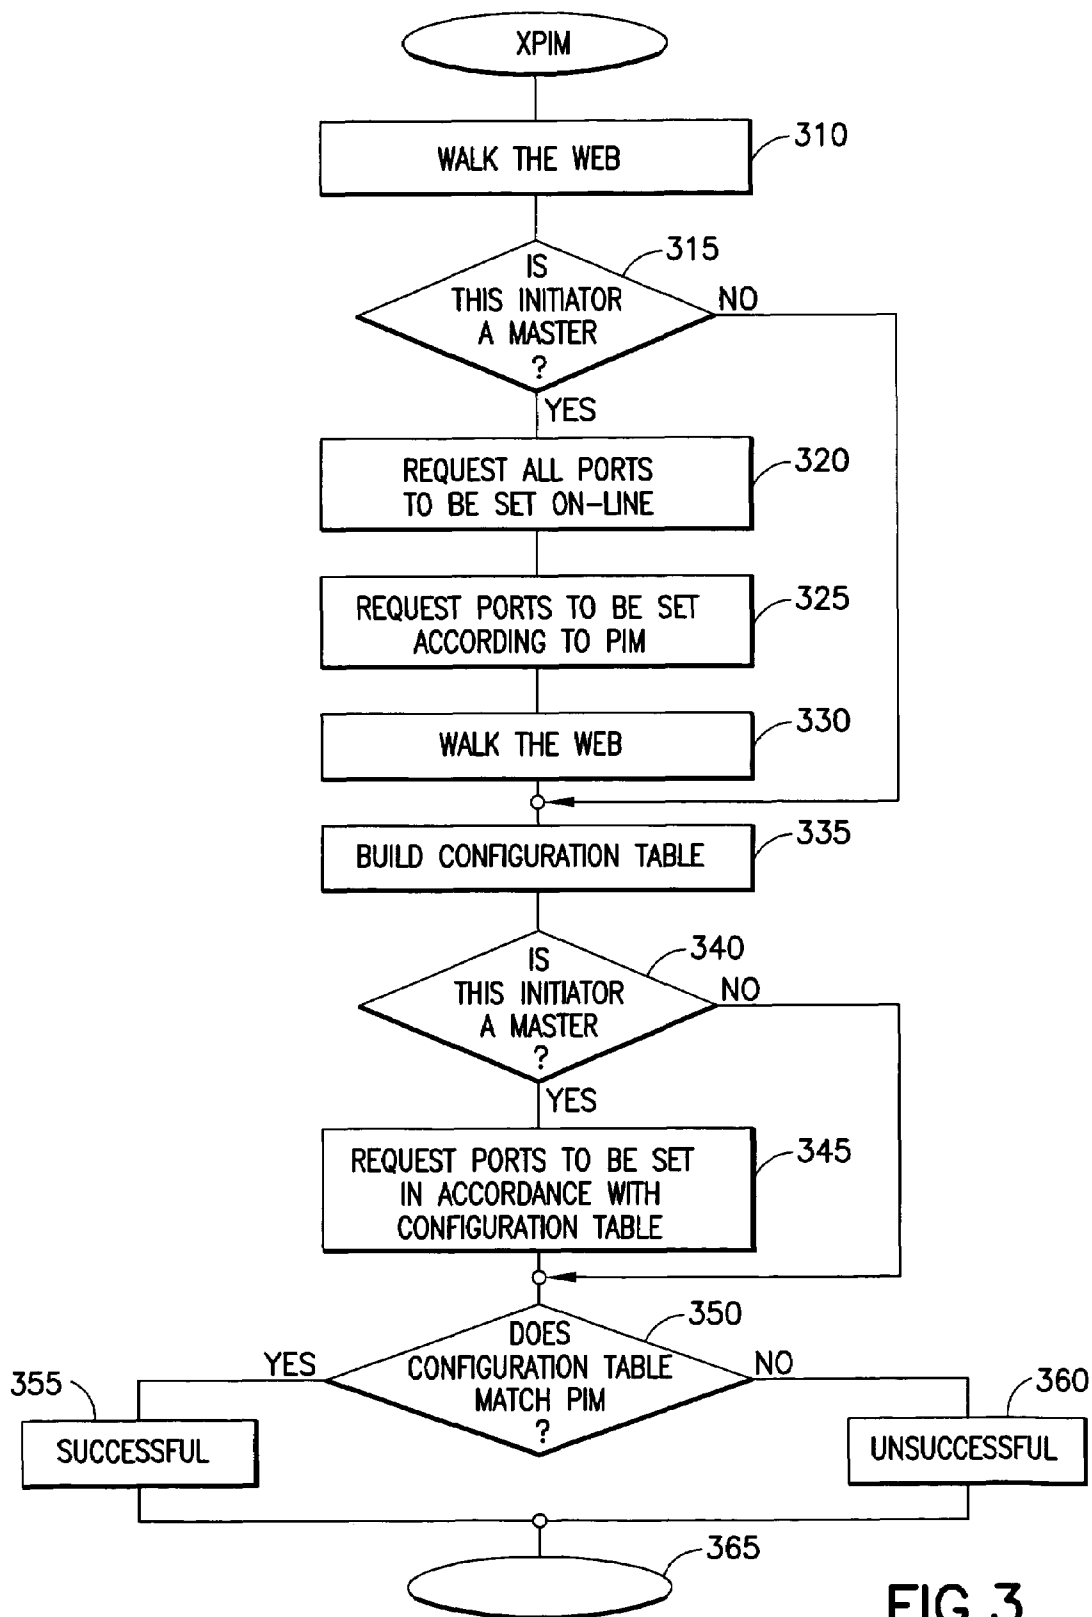 XPIM
WALK THE WEB
310
IS
THIS INITIATOR
A MASTER
?
315
NO
YES
REQUEST ALL PORTS
TO BE SET ON-LINE
320
REQUEST PORTS TO BE SET
ACCORDING TO PIM
325
WALK THE WEB
330
BUILD CONFIGURATION TABLE
335
IS
THIS INITIATOR
A MASTER
?
340
NO
YES
REQUEST PORTS TO BE SET
IN ACCORDANCE WITH
CONFIGURATION TABLE
345
DOES
CONFIGURATION TABLE
MATCH PIM
?
350
YES
NO
355
SUCCESSFUL
360
UNSUCCESSFUL
365
FIG.3